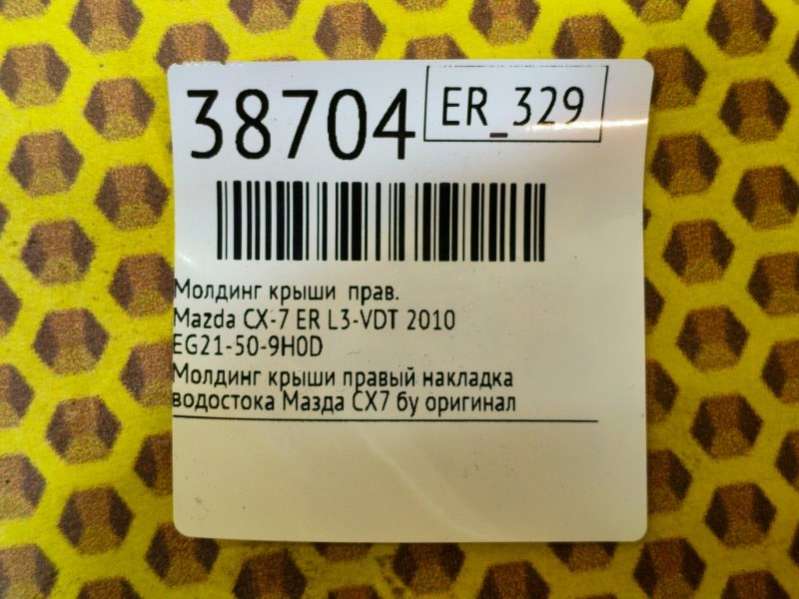 38704 ER_329
Молдинг крыши прав.
Mazda CX-7 ER L3-VDT 2010
EG21-50-9H0D
Молдинг крыши правый накладка
водостока Мазда СХ7 бу оригинал